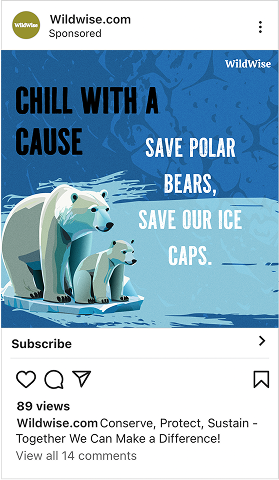 WildWise
Wildwise.com
Sponsored
WildWise
CHILL WITH A
CAUSE
SAVE POLAR
BEARS,
SAVE OUR ICE
CAPS.
Subscribe
89 views
Wildwise.com Conserve, Protect, Sustain -
Together We Can Make a Difference!
View all 14 comments